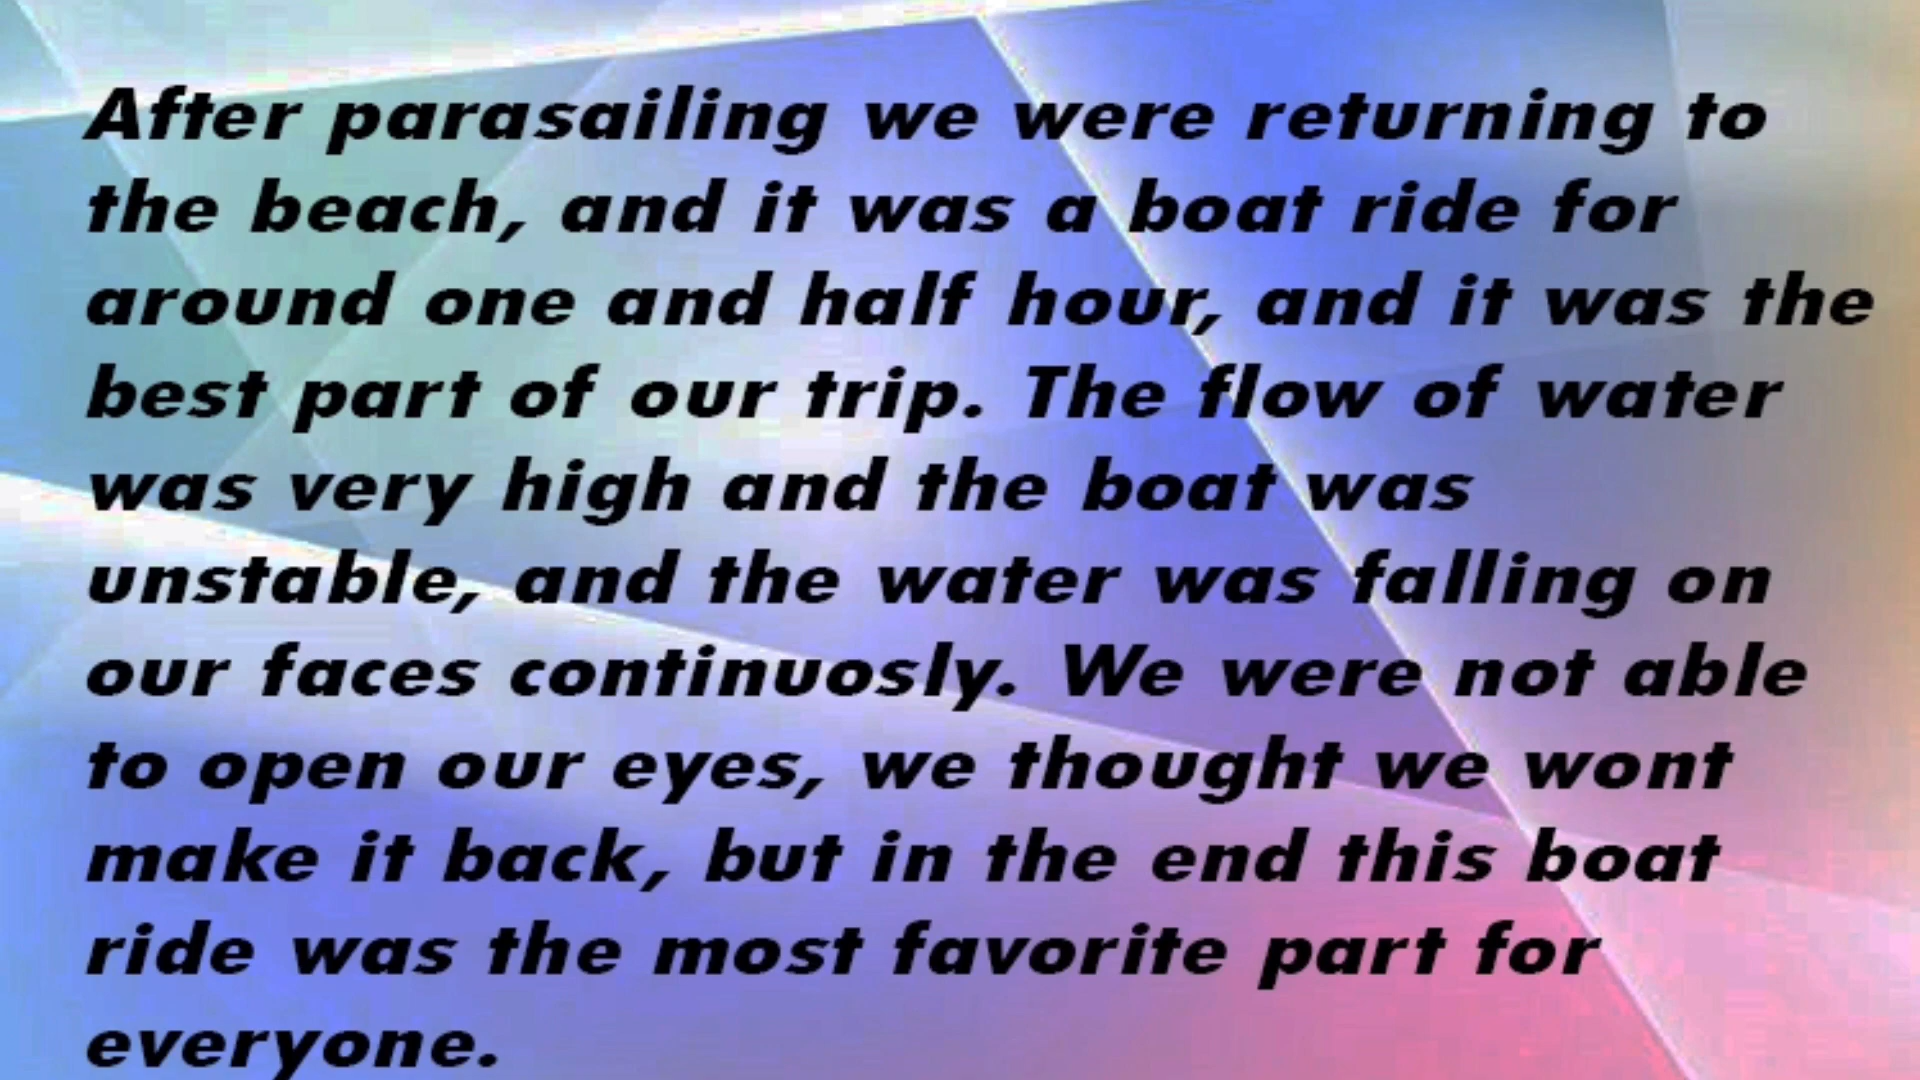 After parasailing we were returning to
the beach, and it was a boat ride for
around one and half hour, and it was the
best part of our trip. The flow of water
was very high and the boat was
unstable, and the water was falling on
our faces continuosly. We were not able
to open our eyes, we thought we wont
make it back, but in the end this boat
ride was the most favorite part for
everyone.